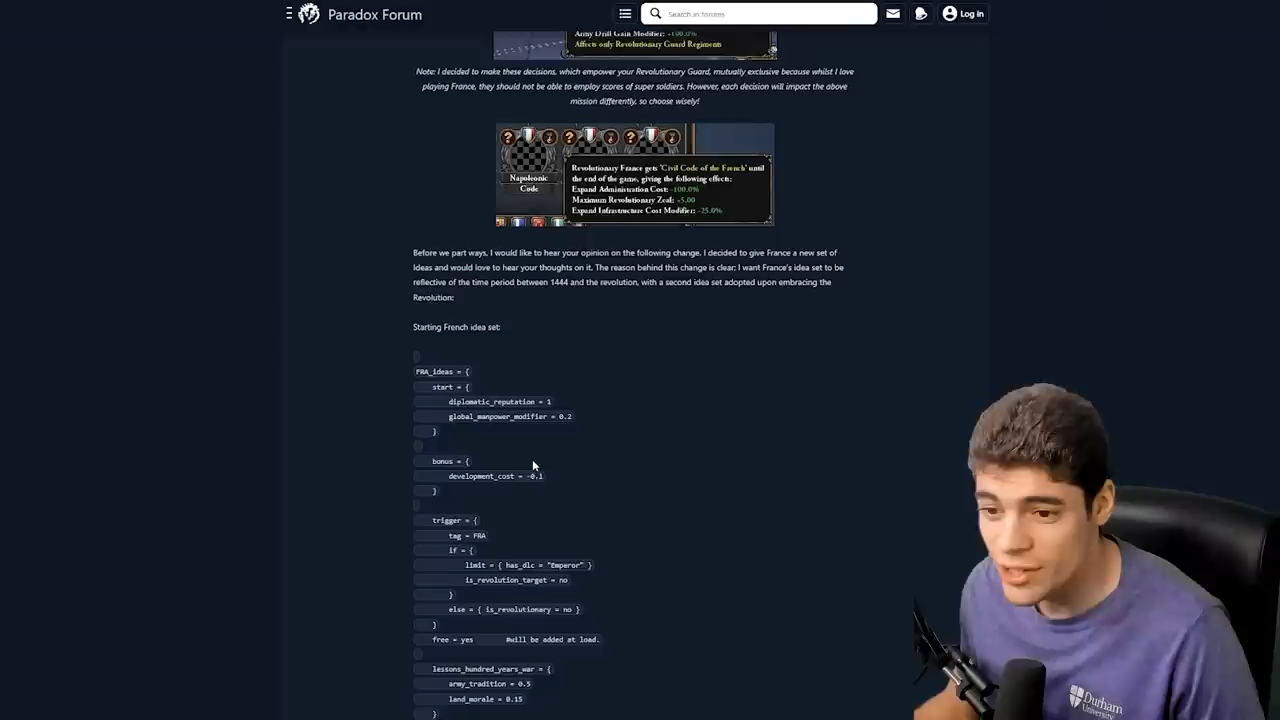 Paradox Forum
Search in forums
Log in
Army Drill Gain Modifier: +100.0%
Affects only Revolutionary Guard Regiments
Note: I decided to make these decisions, which empower your Revolutionary Guard, mutually exclusive because whilst I love
playing France, they should not be able to employ scores of super soldiers. However, each decision will impact the above
mission differently, so choose wisely!
Napoleonic
Code
Revolutionary France gets 'Civil Code of the French' until
the end of the game, giving the following effects:
Expand Administration Cost: -100.0%
Maximum Revolutionary Zeal: +5.00
Expand Infrastructure Cost Modifier: -25.0%
Before we part ways, I would like to hear your opinion on the following change. I decided to give France a new set of
Ideas and would love to hear your thoughts on it. The reason behind this change is clear: I want France's idea set to be
reflective of the time period between 1444 and the revolution, with a second idea set adopted upon embracing the
Revolution:
Starting French idea set:
FRA_ideas = {
start = {
diplomatic_reputation = 1
global_manpower_modifier = 0.2
}
bonus = {
development_cost = -0.1
}
trigger = {
tag = FRA
if = {
limit = { has_dlc = "Emperor" }
is_revolution_target = no
}
else = { is_revolutionary = no }
}
free = yes #will be added at load.
lessons_hundred_years_war = {
army_tradition = 0.5
land_morale = 0.15
}
Durham
University